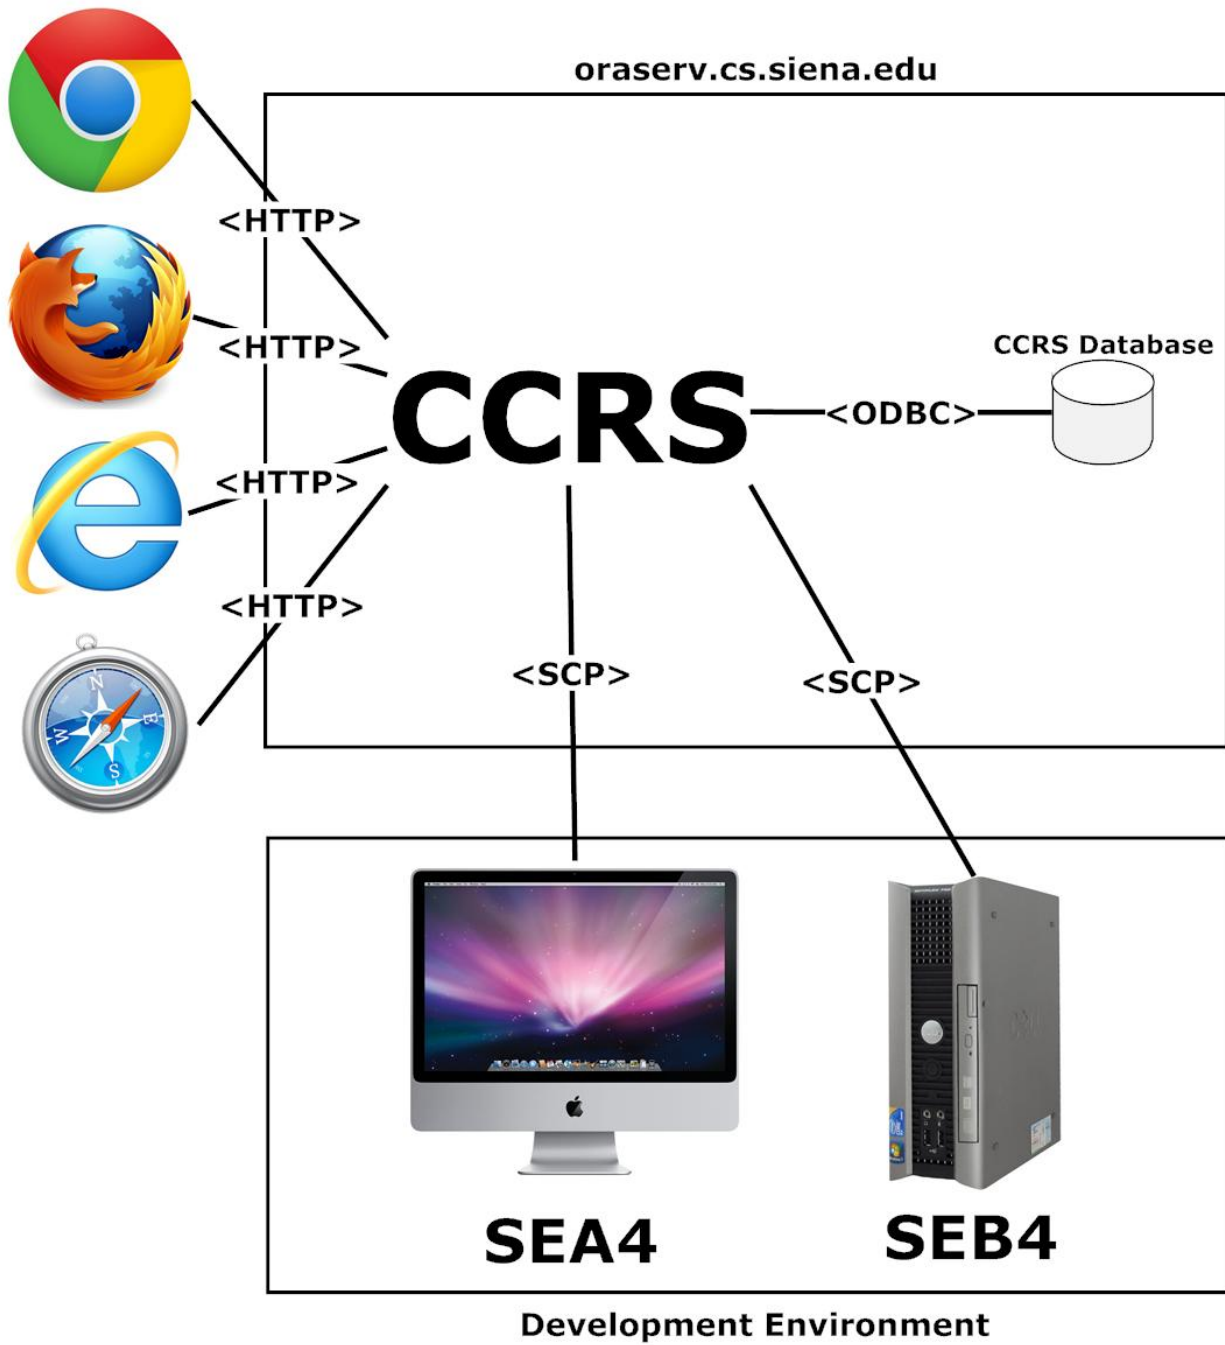 oraserv.cs.siena.edu
<HTTP>
<HTTP>
CCRS Database
CCRS
<ODBC>
<HTTP>
<HTTP>
<SCP>
<SCP>
N
E
S
W
SEA4
SEB4
Development Environment